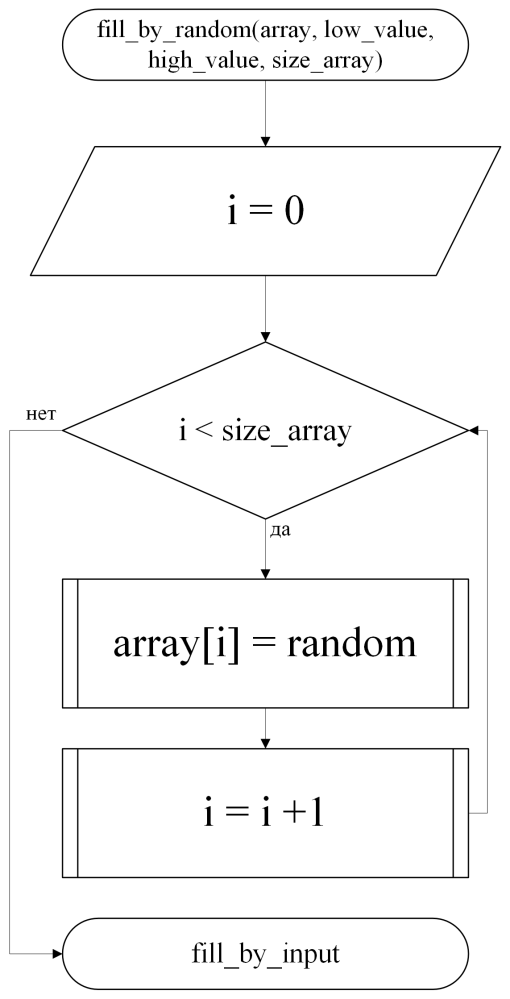 fill_by_random(array, low_value,
high_value, size_array)
i = 0
нет
i < size_array
да
array[i] = random
i = i +1
fill_by_input